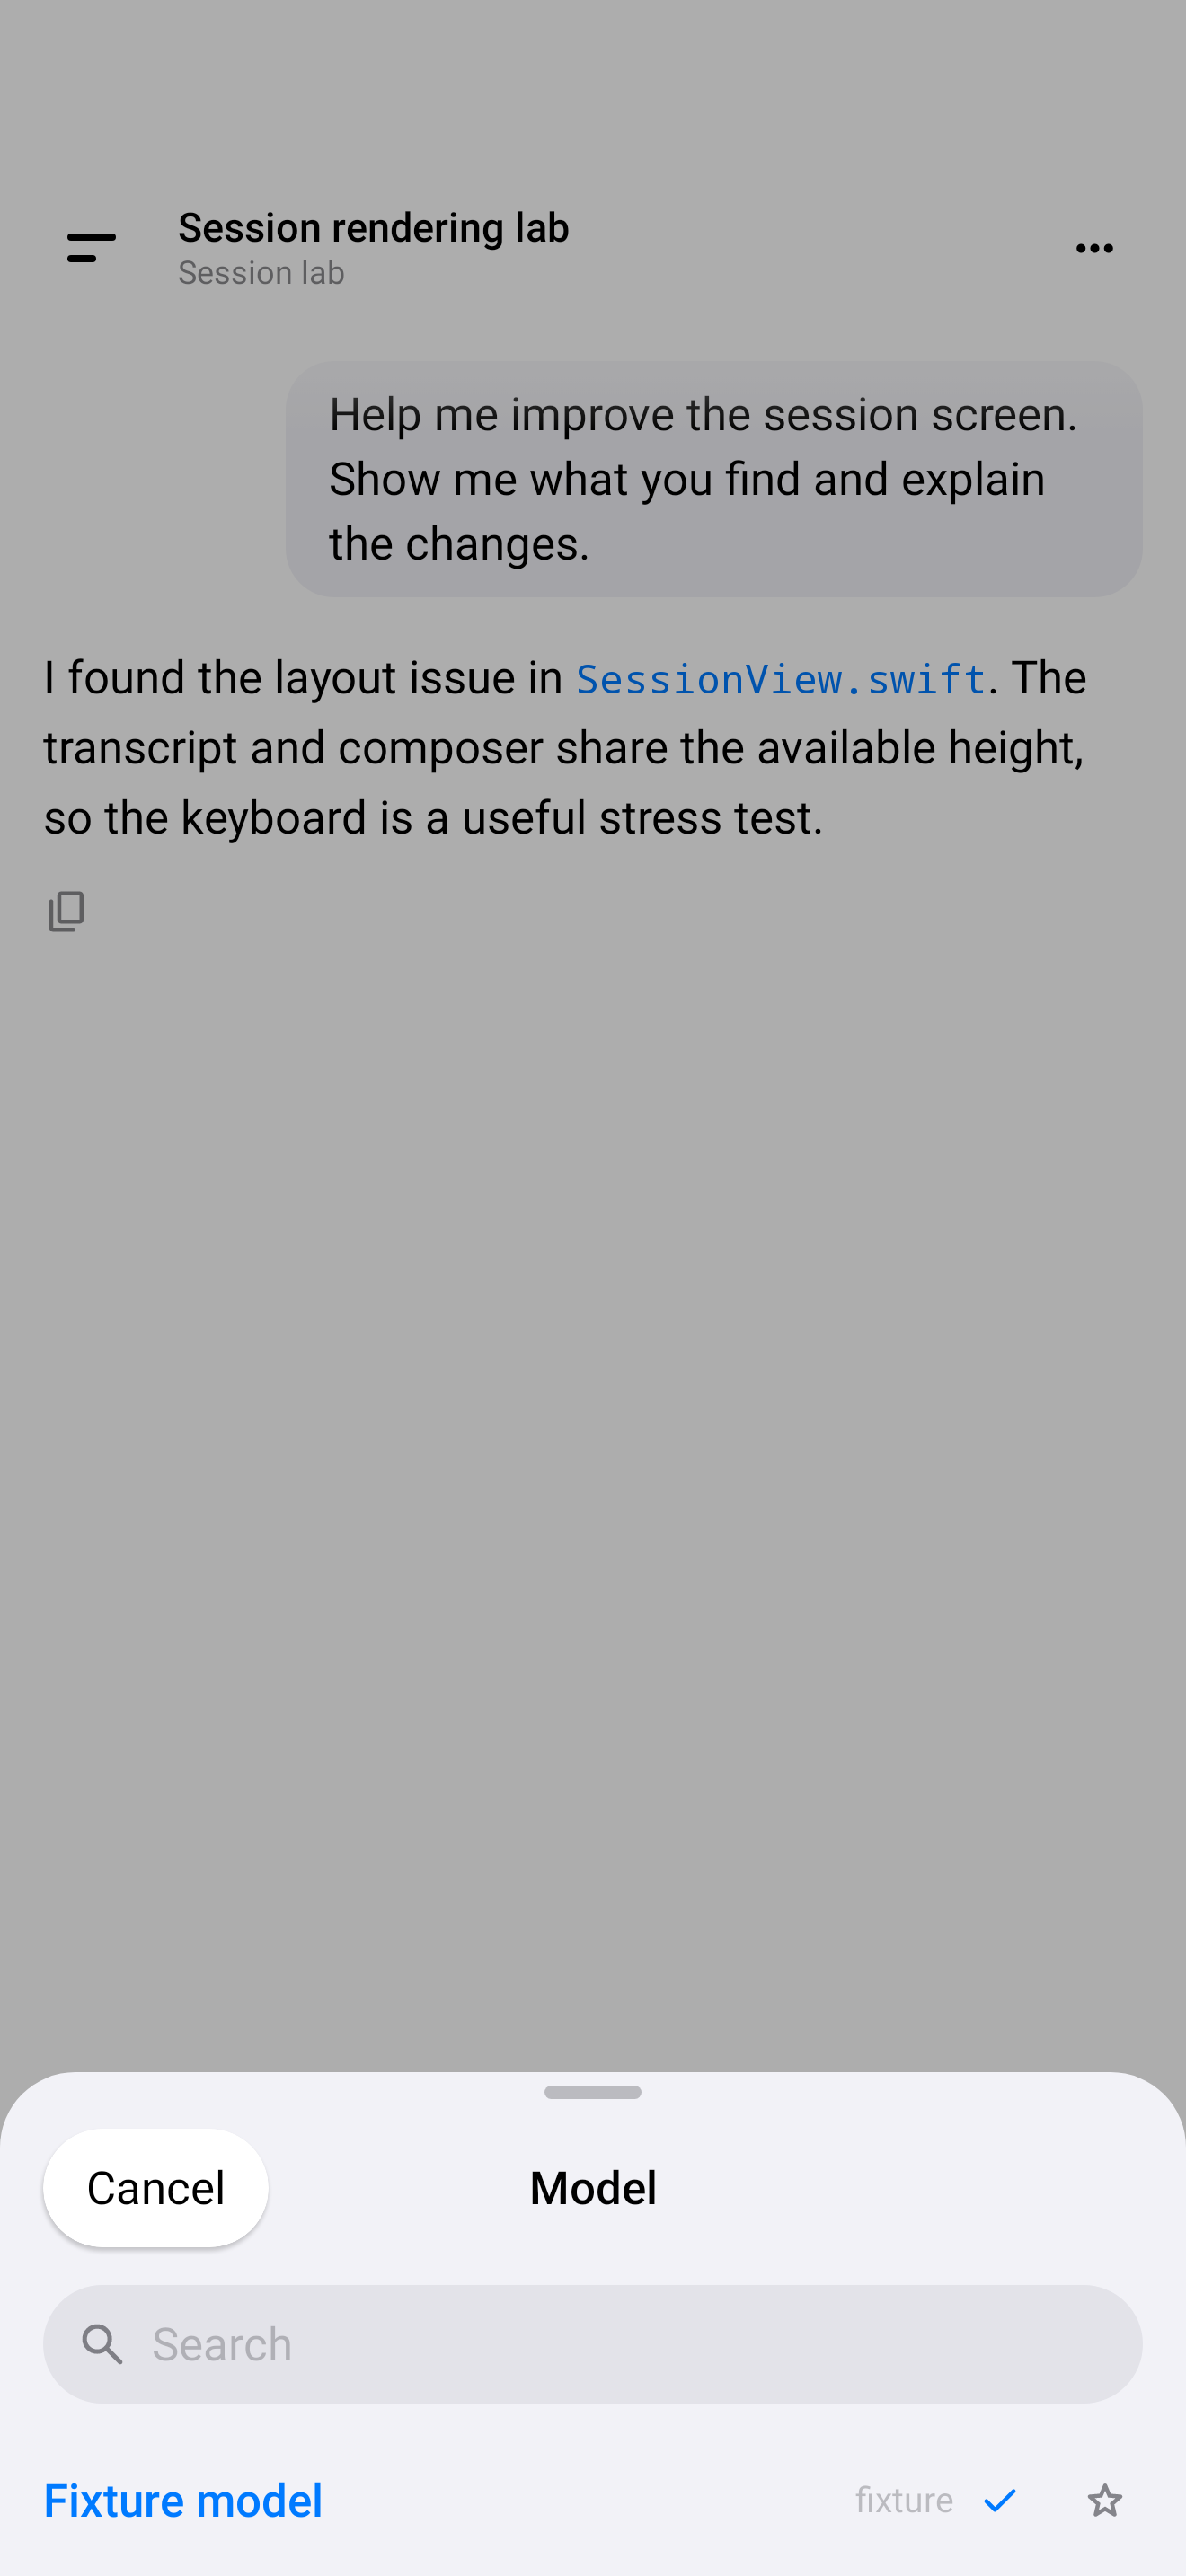 Session rendering lab
Session lab
Help me improve the session screen.
Show me what you find and explain
the changes.
I found the layout issue in SessionView.swift. The
transcript and composer share the available height,
so the keyboard is a useful stress test.
Cancel
Model
Search
Fixture model
fixture